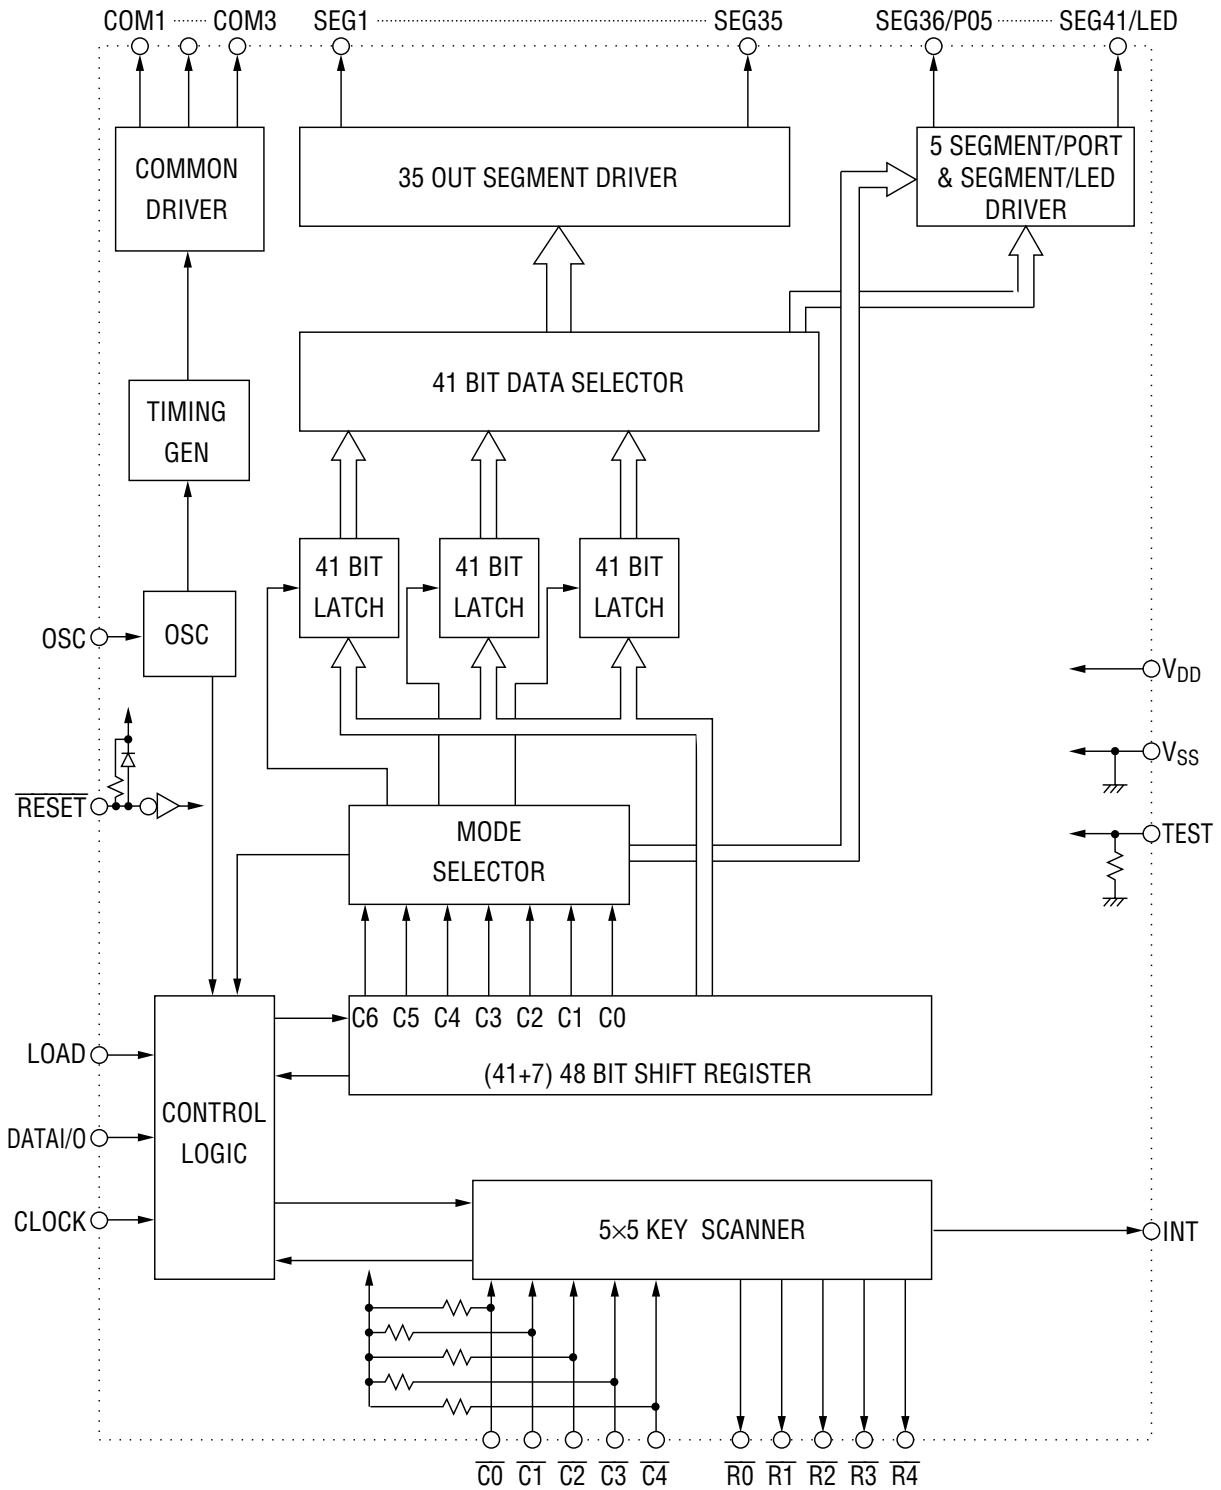 COM1 COM3 SEG1 SEG35 SEG36/P05 SEG41/LED
COMMON
DRIVER
35 OUT SEGMENT DRIVER
5 SEGMENT/PORT
& SEGMENT/LED
DRIVER
41 BIT DATA SELECTOR
TIMING
GEN
41 BIT
LATCH
41 BIT
LATCH
41 BIT
LATCH
OSC
OSC
VDD
VSS
RESET
TEST
MODE
SELECTOR
C6 C5 C4 C3 C2 C1 C0
(41+7) 48 BIT SHIFT REGISTER
LOAD
DATAI/O
CLOCK
CONTROL
LOGIC
5×5 KEY SCANNER
INT
C0 C1 C2 C3 C4 R0 R1 R2 R3 R4